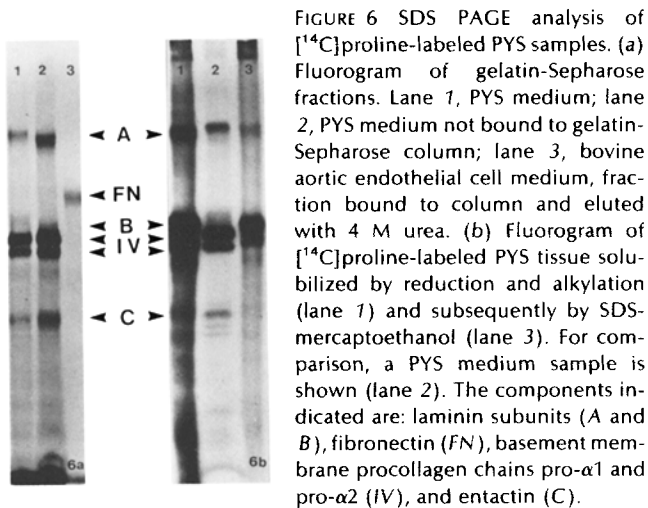 1 2 3
A
FN
B
IV
C
6a
1 2 3
6b
FIGURE 6 SDS PAGE analysis of
[¹⁴C]proline-labeled PYS samples. (a)
Fluorogram of gelatin-Sepharose
fractions. Lane 1, PYS medium; lane
2, PYS medium not bound to gelatin-
Sepharose column; lane 3, bovine
aortic endothelial cell medium, frac-
tion bound to column and eluted
with 4 M urea. (b) Fluorogram of
[¹⁴C]proline-labeled PYS tissue solu-
bilized by reduction and alkylation
(lane 1) and subsequently by SDS-
mercaptoethanol (lane 3). For com-
parison, a PYS medium sample is
shown (lane 2). The components in-
dicated are: laminin subunits (A and
B), fibronectin (FN), basement mem-
brane procollagen chains pro-α1 and
pro-α2 (IV), and entactin (C).